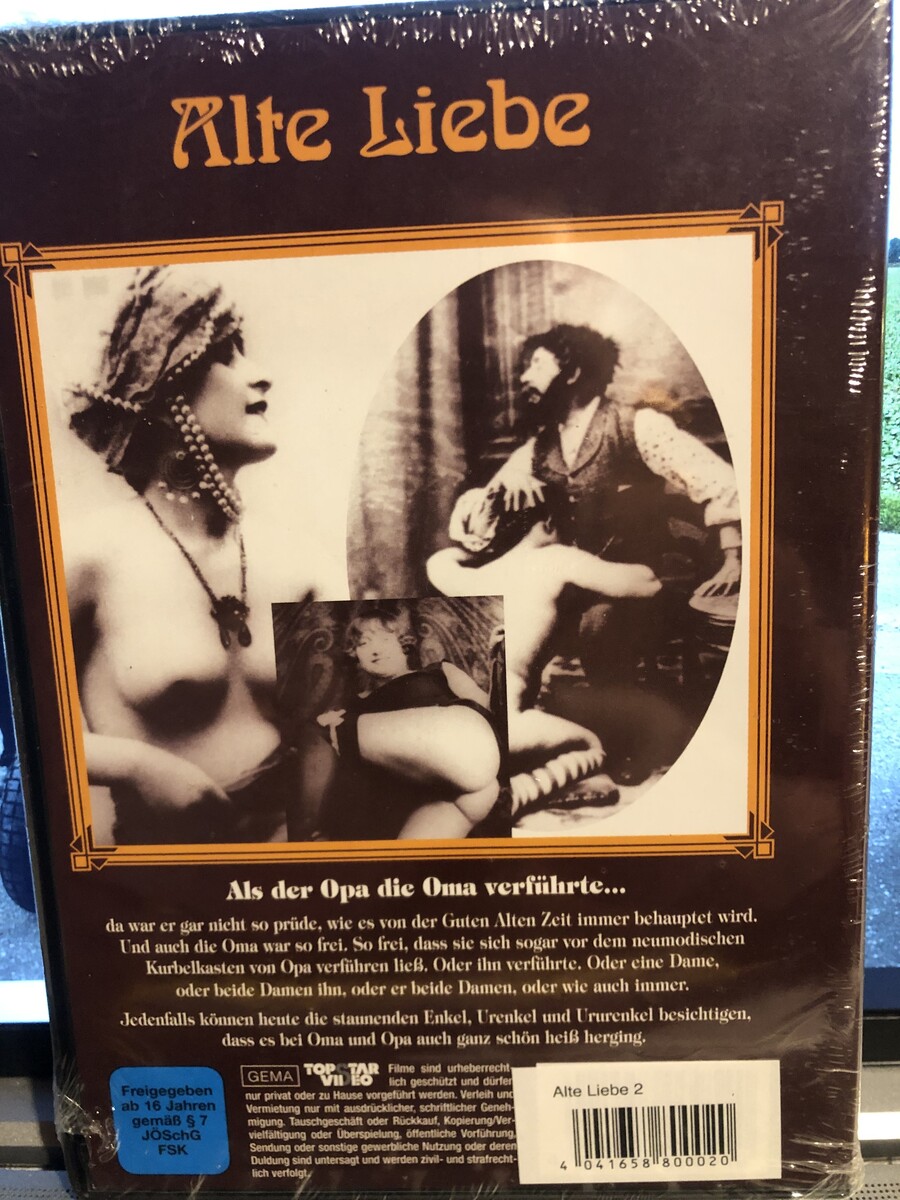 Alte Liebe
Als der Opa die Oma verführte...
da war er gar nicht so prüde, wie es von der Guten Alten Zeit immer behauptet wird.
Und auch die Oma war so frei. So frei, dass sie sich sogar vor dem neumodischen
Kurbelkasten von Opa verführen ließ. Oder ihn verführte. Oder eine Dame,
oder beide Damen ihn, oder er beide Damen, oder wie auch immer.
Jedenfalls können heute die staunenden Enkel, Urenkel und Ururenkel besichtigen,
dass es bei Oma und Opa auch ganz schön heiß herging.
Freigegeben
ab 16 Jahren
gemäß § 7
JÖSchG
FSK
GEMA
TOPSTAR
VIDEO
Filme sind urheberrecht-
lich geschützt und dürfen
nur privat oder zu Hause vorgeführt werden. Verleih und
Vermietung nur mit ausdrücklicher, schriftlicher Geneh-
migung. Tauschgeschäft oder Rückkauf, Kopierung/Ver-
vielfältigung oder Überspielung, öffentliche Vorführung,
Sendung oder sonstige gewerbliche Nutzung oder deren
Duldung sind untersagt und werden zivil- und strafrecht-
lich verfolgt.
Alte Liebe 2
4 041658 800020